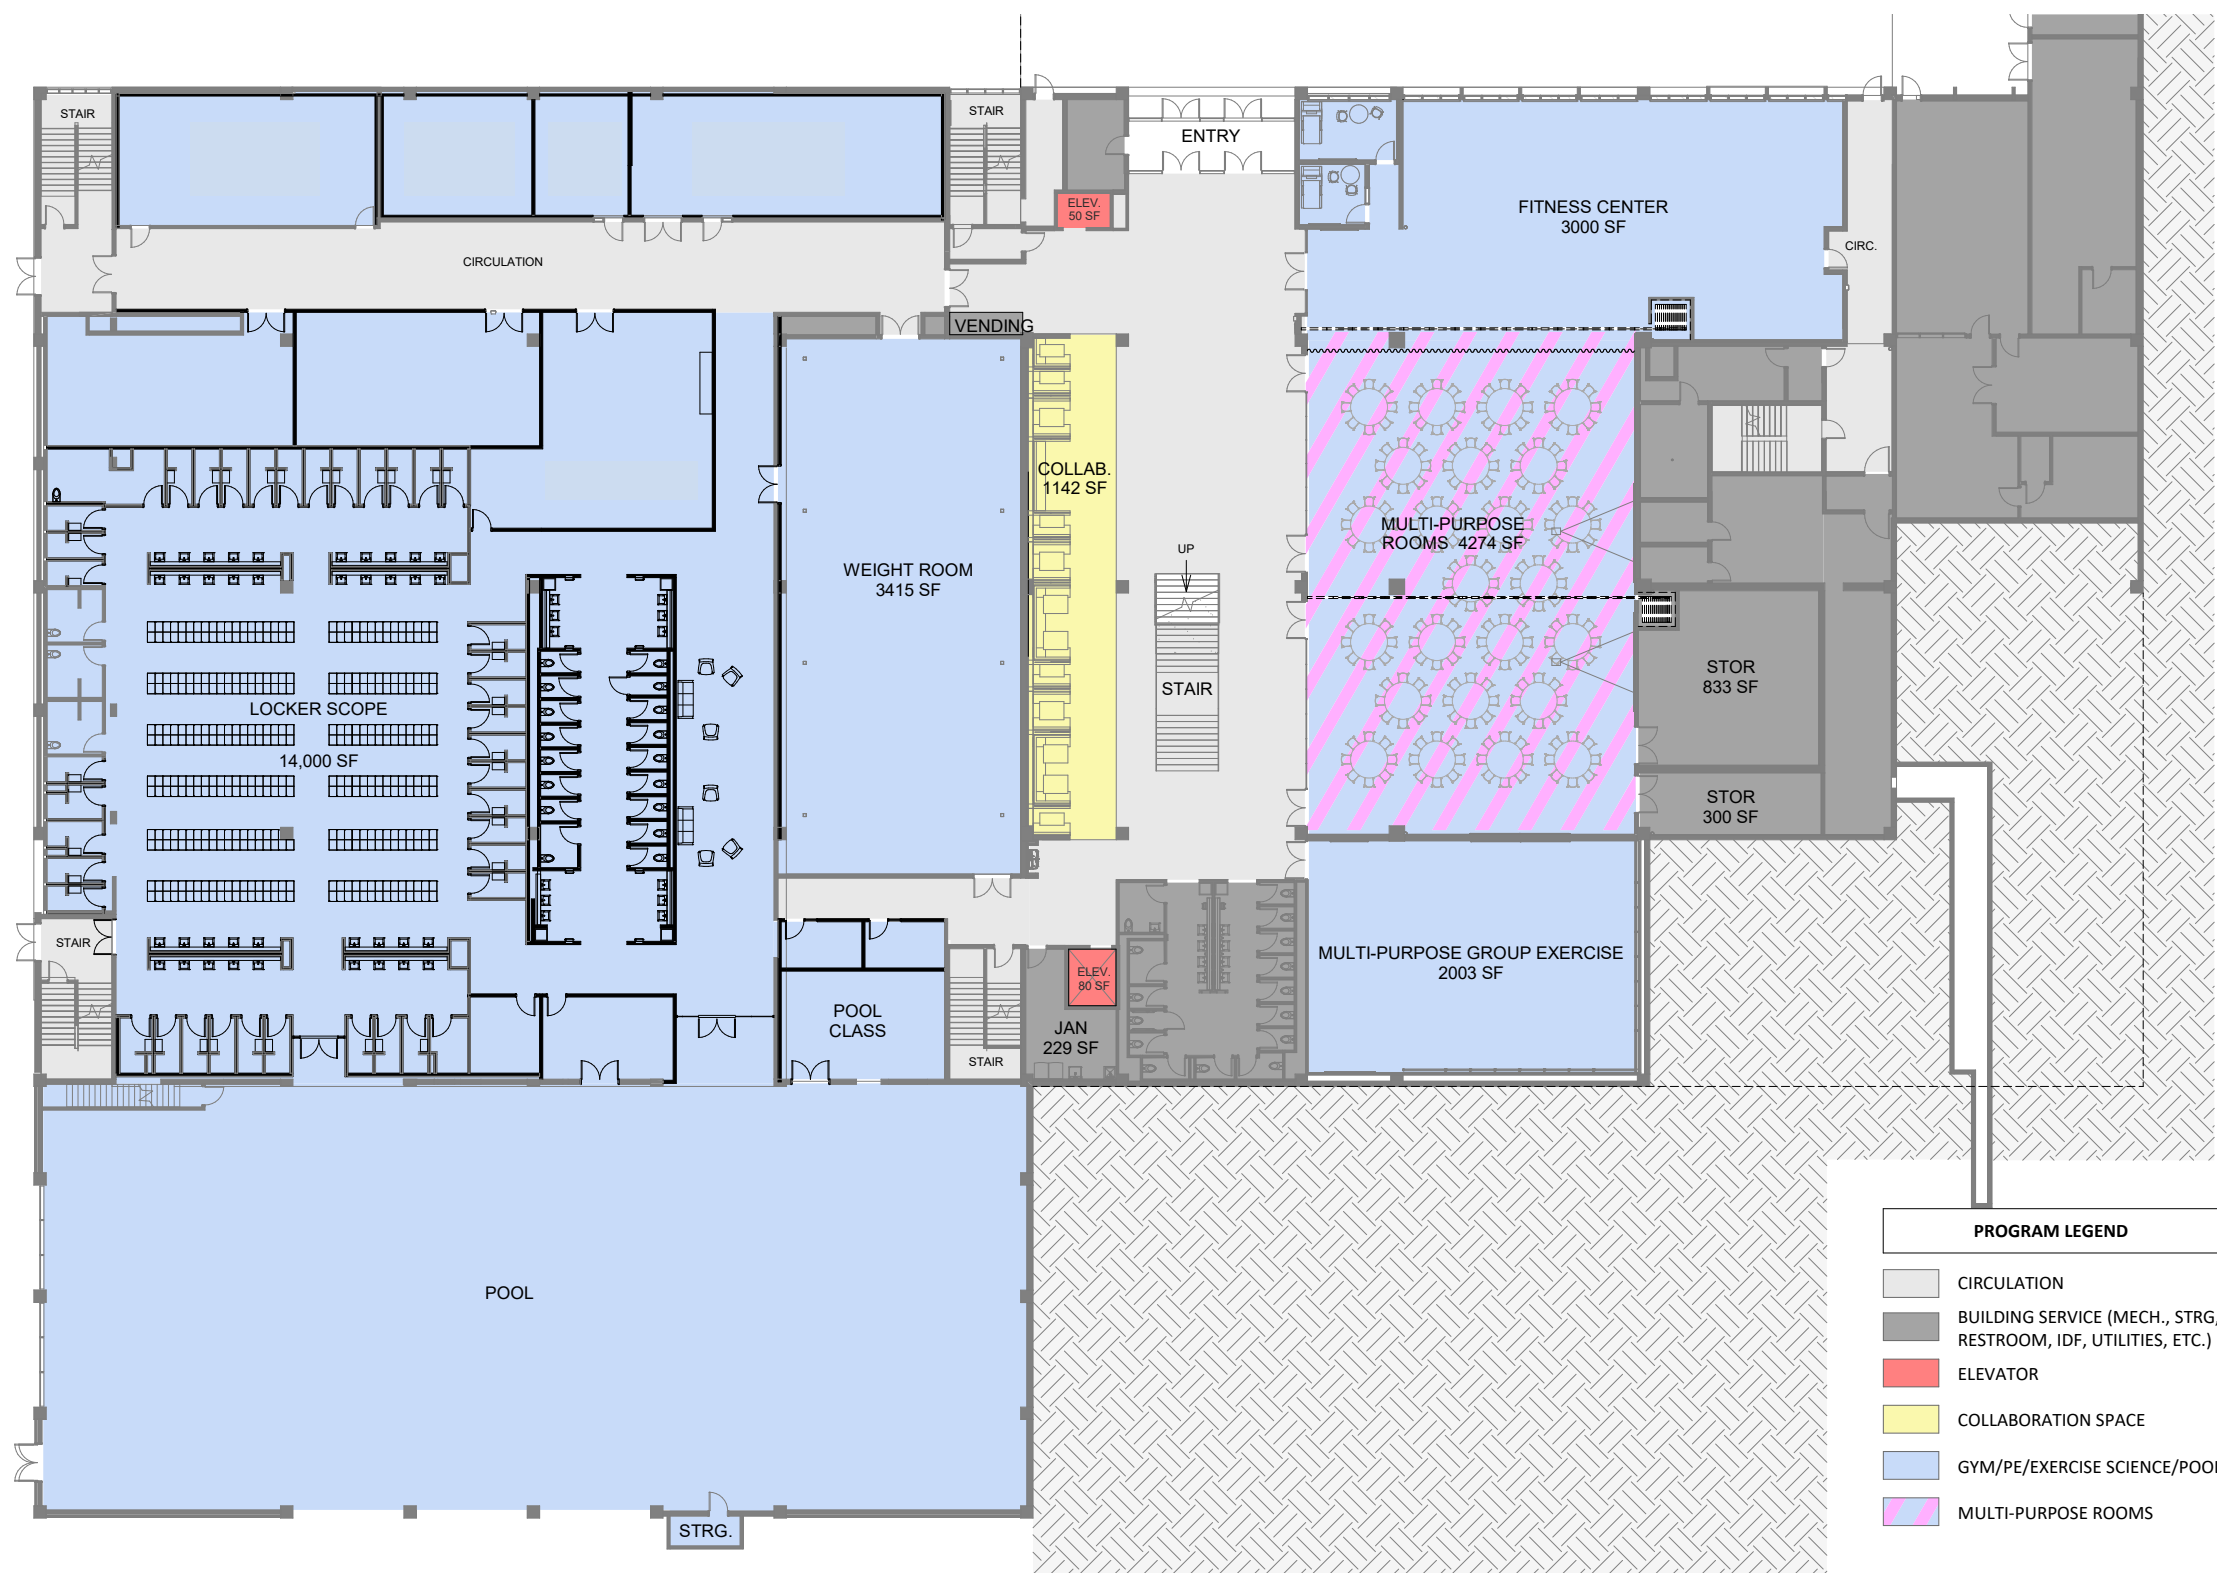 STAIR
STAIR
ENTRY
ELEV.
50 SF
FITNESS CENTER
3000 SF
CIRC.
CIRCULATION
VENDING
COLLAB.
1142 SF
MULTI-PURPOSE
ROOMS 4274 SF
UP
WEIGHT ROOM
3415 SF
STAIR
STOR
833 SF
LOCKER SCOPE
14,000 SF
STOR
300 SF
STAIR
MULTI-PURPOSE GROUP EXERCISE
2003 SF
ELEV.
80 SF
POOL
CLASS
JAN
229 SF
STAIR
POOL
STRG.
PROGRAM LEGEND
CIRCULATION
BUILDING SERVICE (MECH., STRG,
RESTROOM, IDF, UTILITIES, ETC.)
ELEVATOR
COLLABORATION SPACE
GYM/PE/EXERCISE SCIENCE/POOL
MULTI-PURPOSE ROOMS